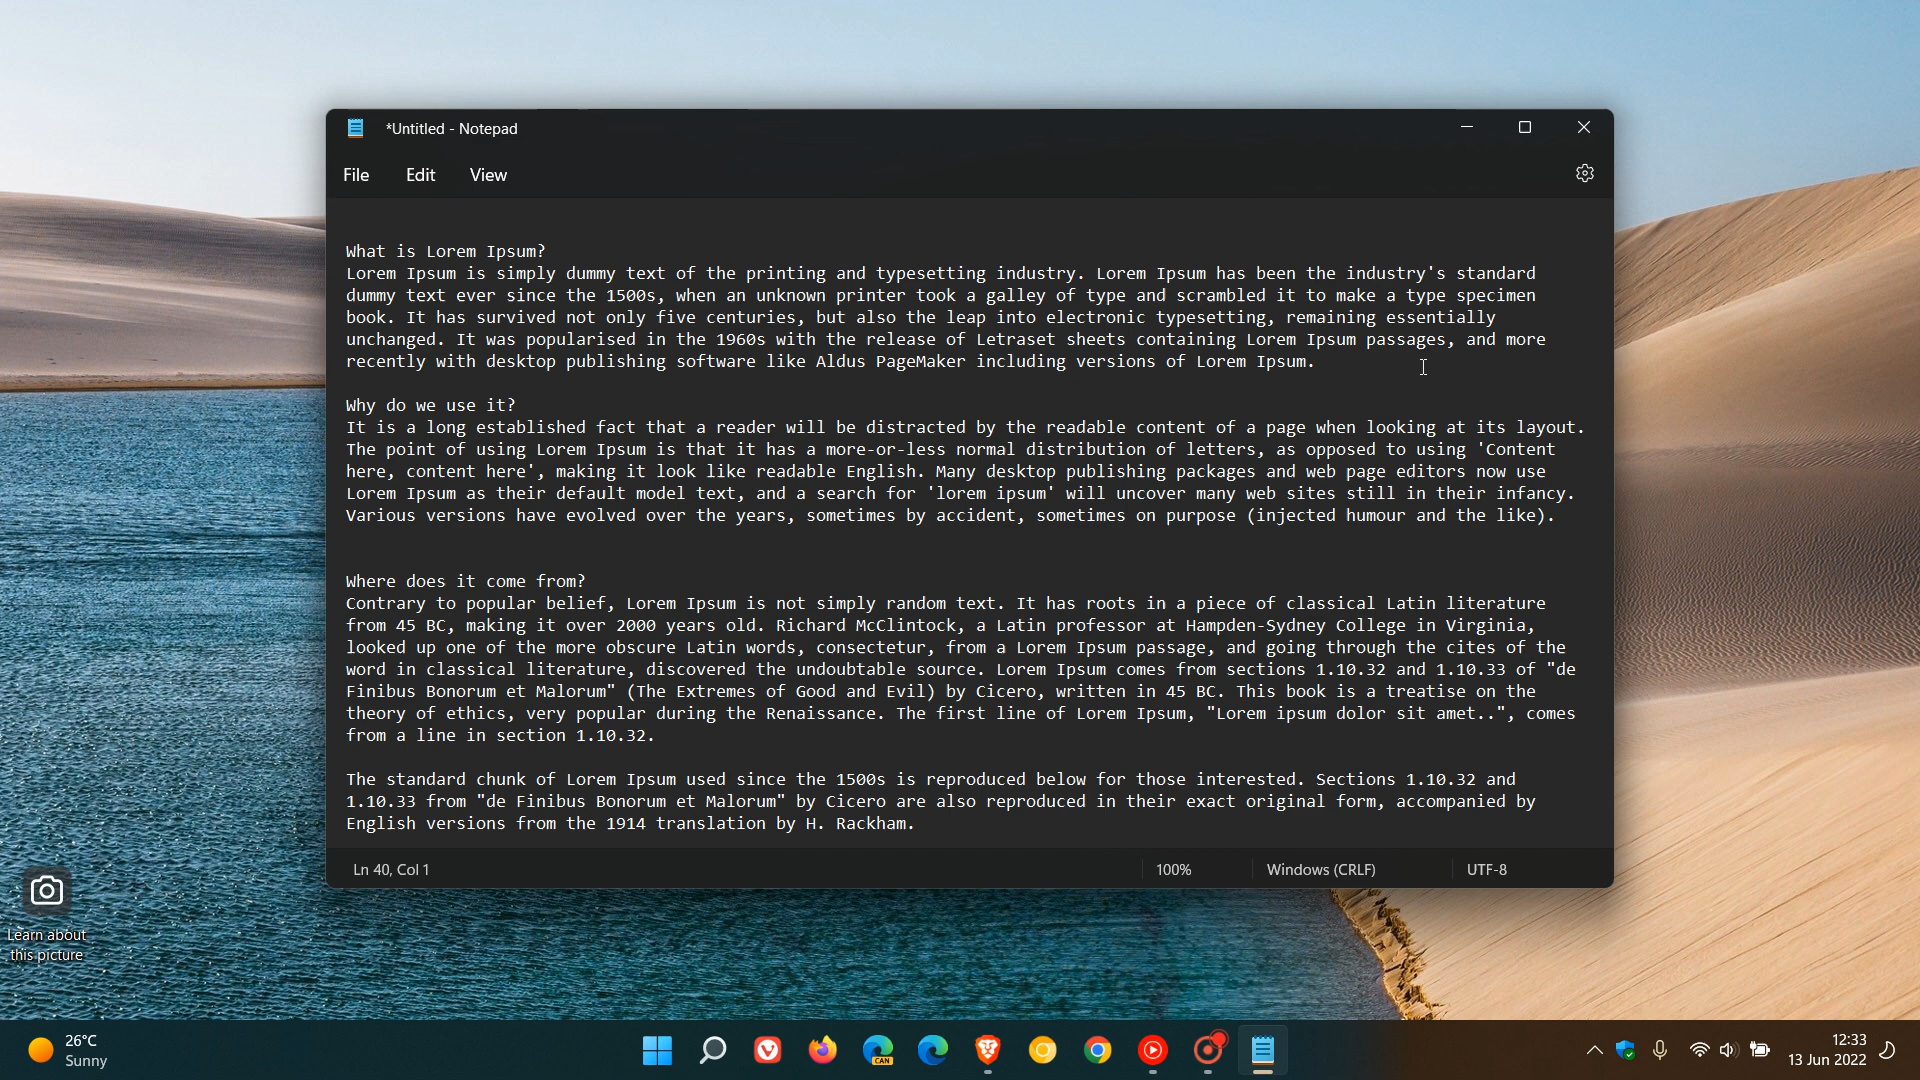 *Untitled - Notepad
File Edit View
What is Lorem Ipsum?
Lorem Ipsum is simply dummy text of the printing and typesetting industry. Lorem Ipsum has been the industry's standard
dummy text ever since the 1500s, when an unknown printer took a galley of type and scrambled it to make a type specimen
book. It has survived not only five centuries, but also the leap into electronic typesetting, remaining essentially
unchanged. It was popularised in the 1960s with the release of Letraset sheets containing Lorem Ipsum passages, and more
recently with desktop publishing software like Aldus PageMaker including versions of Lorem Ipsum.
Why do we use it?
It is a long established fact that a reader will be distracted by the readable content of a page when looking at its layout.
The point of using Lorem Ipsum is that it has a more-or-less normal distribution of letters, as opposed to using 'Content
here, content here', making it look like readable English. Many desktop publishing packages and web page editors now use
Lorem Ipsum as their default model text, and a search for 'lorem ipsum' will uncover many web sites still in their infancy.
Various versions have evolved over the years, sometimes by accident, sometimes on purpose (injected humour and the like).
Where does it come from?
Contrary to popular belief, Lorem Ipsum is not simply random text. It has roots in a piece of classical Latin literature
from 45 BC, making it over 2000 years old. Richard McClintock, a Latin professor at Hampden-Sydney College in Virginia,
looked up one of the more obscure Latin words, consectetur, from a Lorem Ipsum passage, and going through the cites of the
word in classical literature, discovered the undoubtable source. Lorem Ipsum comes from sections 1.10.32 and 1.10.33 of "de
Finibus Bonorum et Malorum" (The Extremes of Good and Evil) by Cicero, written in 45 BC. This book is a treatise on the
theory of ethics, very popular during the Renaissance. The first line of Lorem Ipsum, "Lorem ipsum dolor sit amet..", comes
from a line in section 1.10.32.
The standard chunk of Lorem Ipsum used since the 1500s is reproduced below for those interested. Sections 1.10.32 and
1.10.33 from "de Finibus Bonorum et Malorum" by Cicero are also reproduced in their exact original form, accompanied by
English versions from the 1914 translation by H. Rackham.
Ln 40, Col 1 100% Windows (CRLF) UTF-8
Learn about
this picture
26°C
Sunny
CAN
12:33
13 Jun 2022